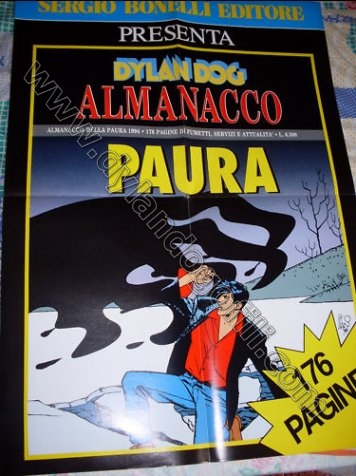 SERGIO BONELLI EDITORE
PRESENTA
DYLAN DOG
ALMANACCO
ALMANACCO DELLA PAURA 1994 • 176 PAGINE DI FUMETTI, SERVIZI E ATTUALITÀ • L. 6.300
PAURA
176
PAGINE